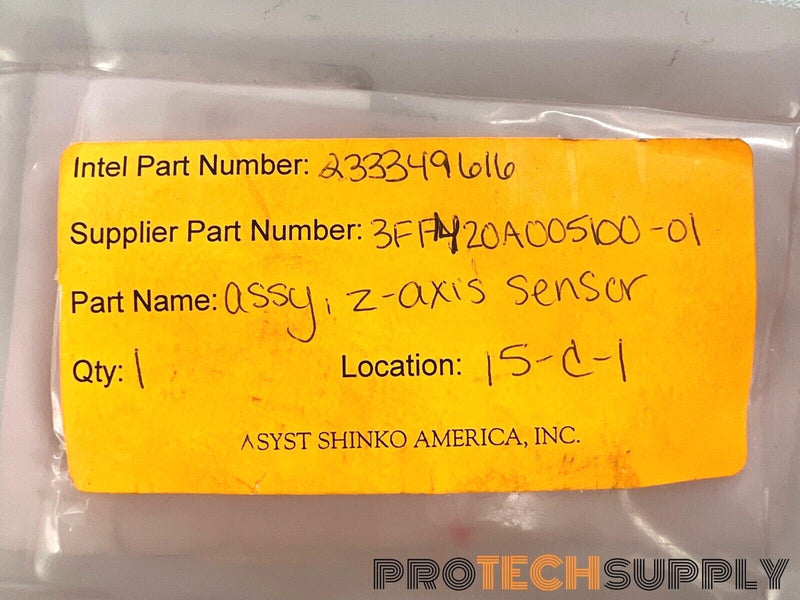 Intel Part Number: 233349616
Supplier Part Number: 3FF420A005100-01
Part Name: assy, z-axis sensor
Qty: 1 Location: 15-C-1
ASYST SHINKO AMERICA, INC.
PROTECHSUPPLY